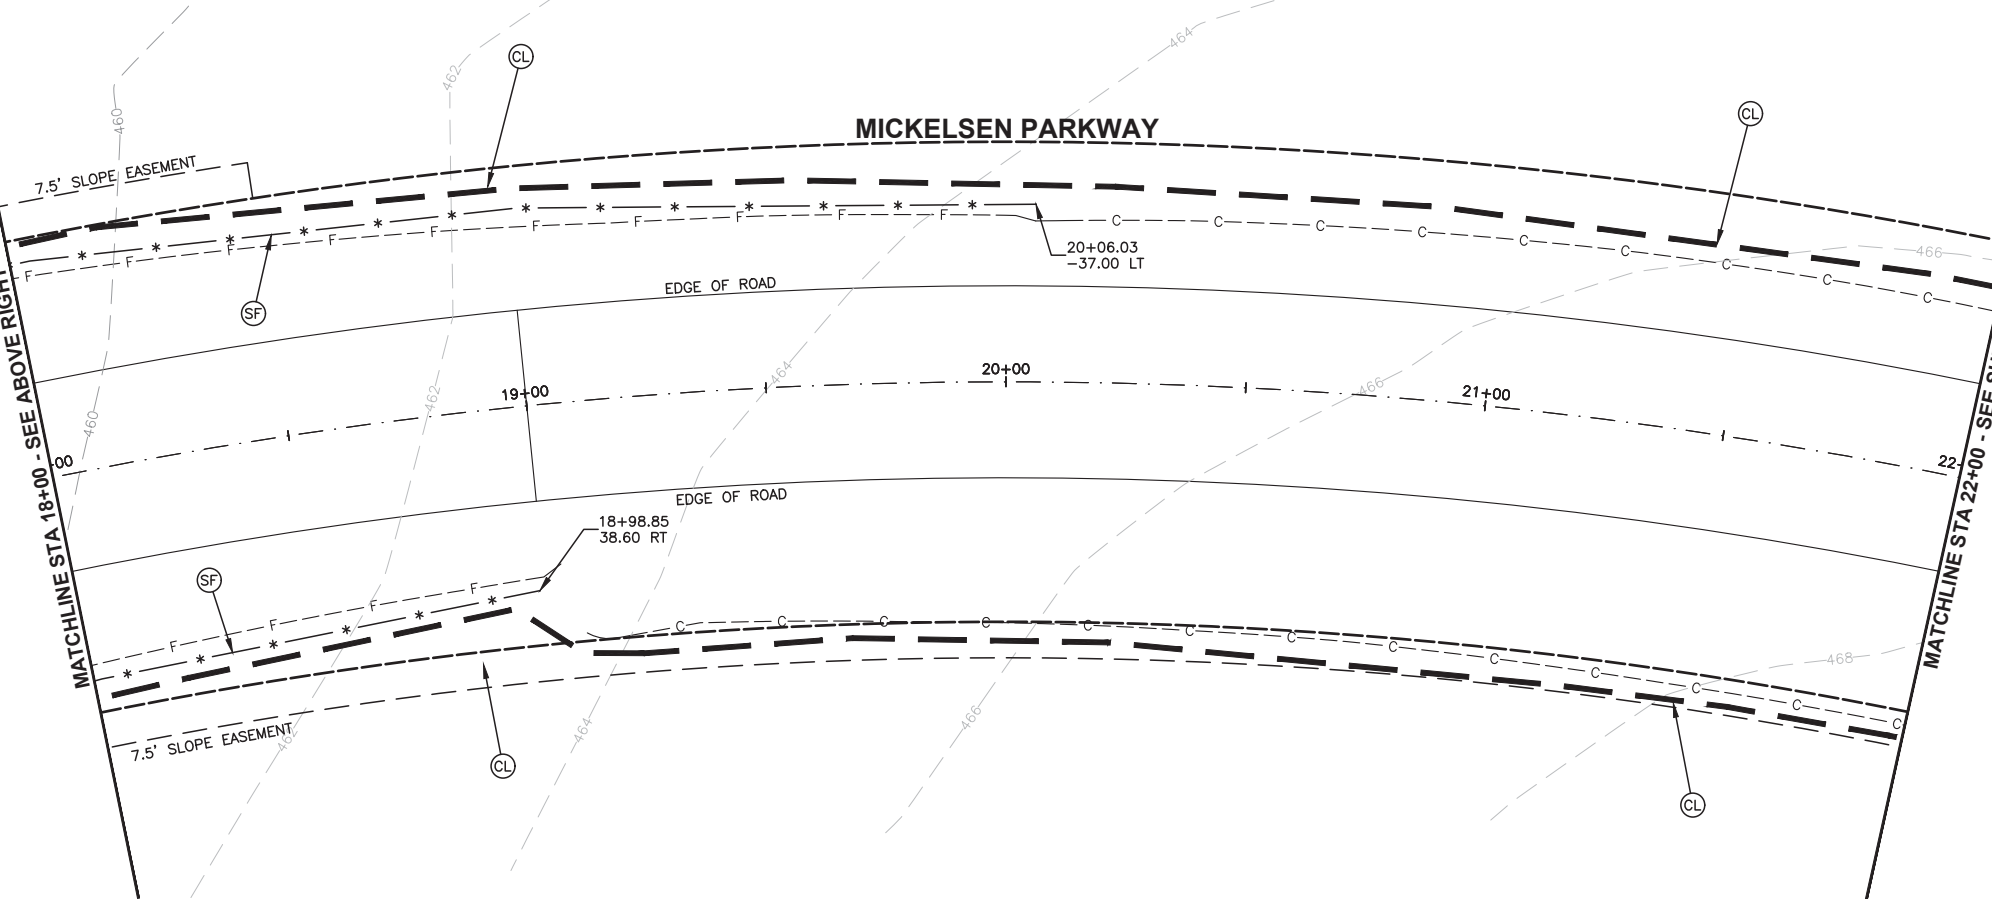 464
CL
462
CL
460
MICKELSEN PARKWAY
7.5' SLOPE EASEMENT
* * * * * * * * * * * * *
F F F F F F F F F F
C C C C C C C C C
20+06.03
-37.00 LT
466
EDGE OF ROAD
SF
MATCHLINE STA 18+00 - SEE ABOVE RIGHT
20+00
464
19+00
462
466
21+00
460
00
22
MATCHLINE STA 22+00 - SEE
EDGE OF ROAD
18+98.85
38.60 RT
SF
F F F F
* * * * * *
C C C C C C C C C C C C C
468
466
464
462
7.5' SLOPE EASEMENT
CL
CL